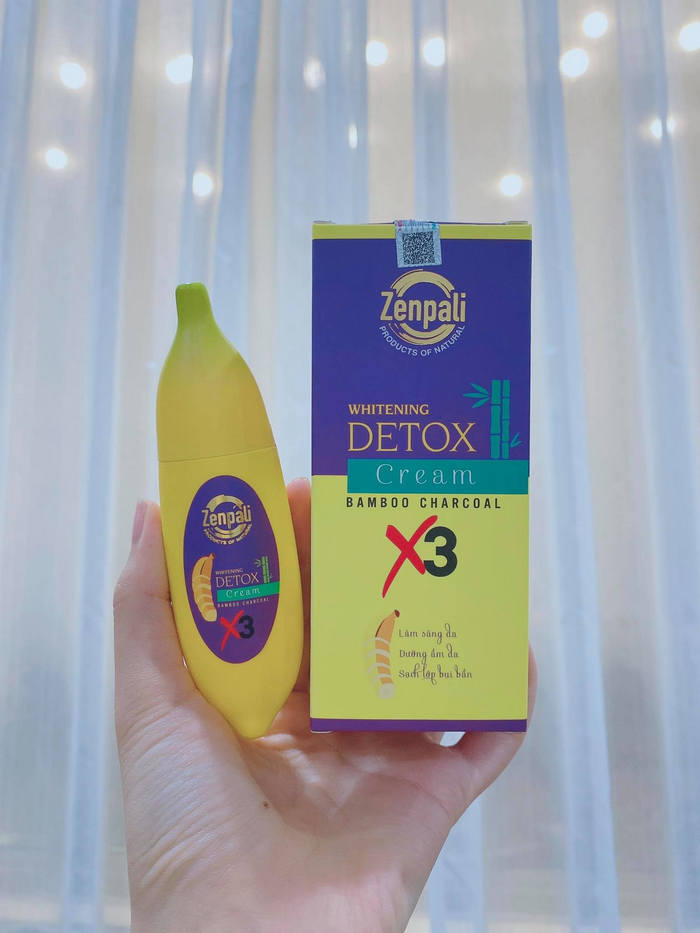 Zenpali
PRODUCTS OF NATURAL
WHITENING
DETOX
Cream
BAMBOO CHARCOAL
X3
Làm sáng da
Dưỡng ẩm da
Sạch lớp bụi bẩn
Zenpali
PRODUCTS OF NATURAL
WHITENING
DETOX
Cream
BAMBOO CHARCOAL
X3